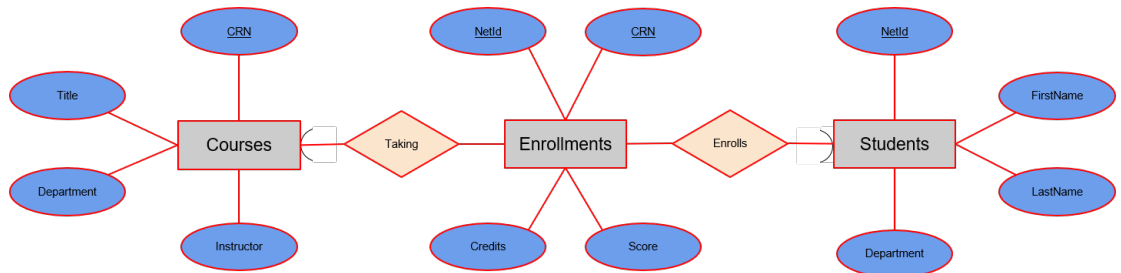 CRN
NetId
CRN
NetId
Title
FirstName
Courses
Taking
Enrollments
Enrolls
Students
Department
LastName
Instructor
Credits
Score
Department